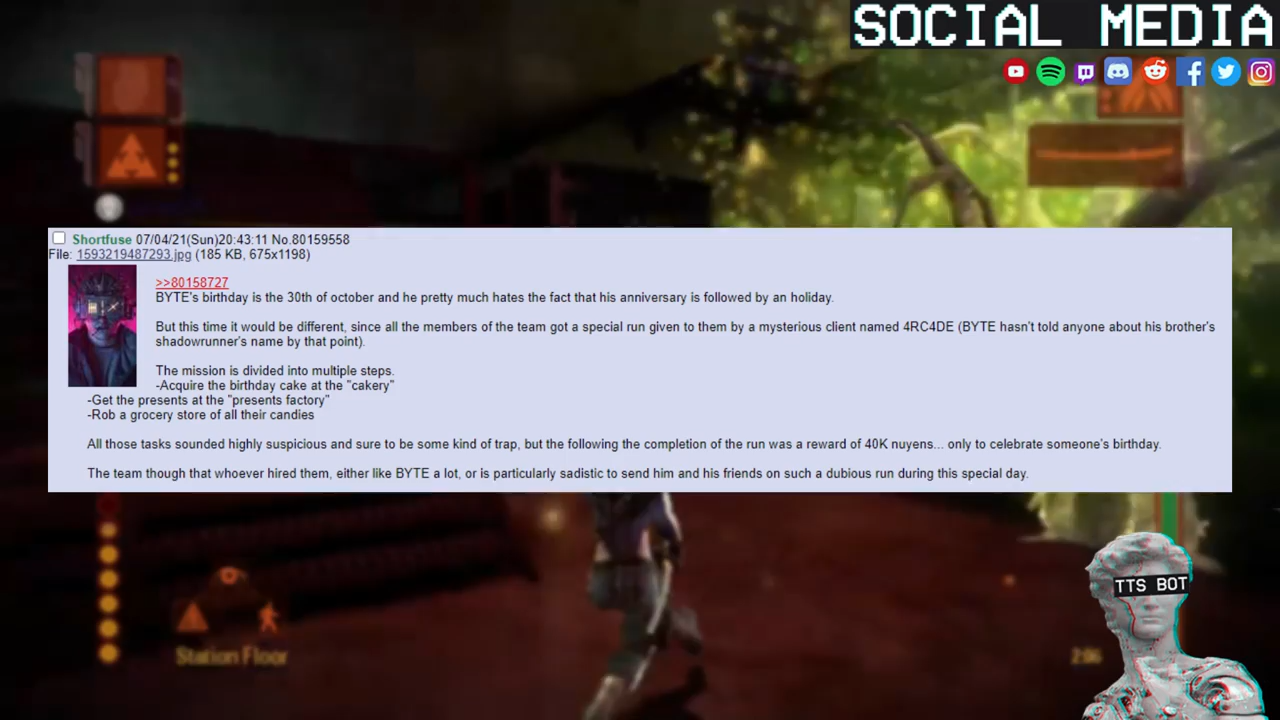 SOCIAL MEDIA
Shortfuse 07/04/21(Sun)20:43:11 No.80159558
File: 1593219487293.jpg (185 KB, 675x1198)
>>80158727
BYTE's birthday is the 30th of october and he pretty much hates the fact that his anniversary is followed by an holiday.
But this time it would be different, since all the members of the team got a special run given to them by a mysterious client named 4RC4DE (BYTE hasn't told anyone about his brother's
shadowrunner's name by that point).
The mission is divided into multiple steps.
-Acquire the birthday cake at the "cakery"
-Get the presents at the "presents factory"
-Rob a grocery store of all their candies
All those tasks sounded highly suspicious and sure to be some kind of trap, but the following the completion of the run was a reward of 40K nuyens... only to celebrate someone's birthday.
The team though that whoever hired them, either like BYTE a lot, or is particularly sadistic to send him and his friends on such a dubious run during this special day.
TTS BOT
Station Floor
2:06